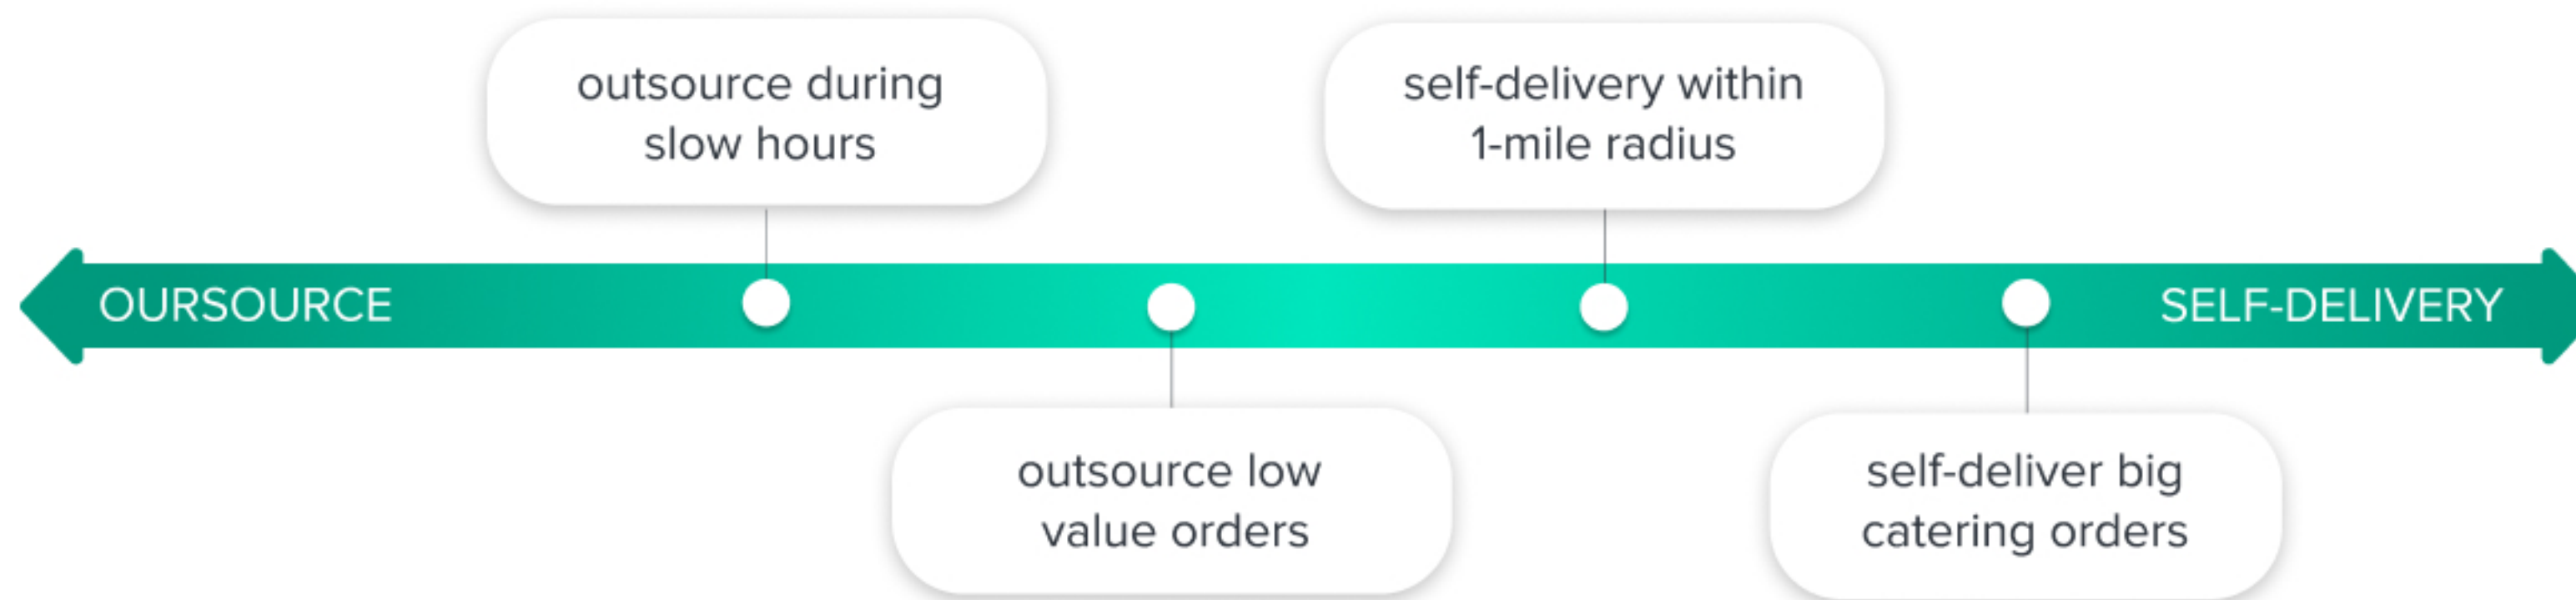 outsource during
slow hours
self-delivery within
1-mile radius
OURSOURCE
SELF-DELIVERY
outsource low
value orders
self-deliver big
catering orders